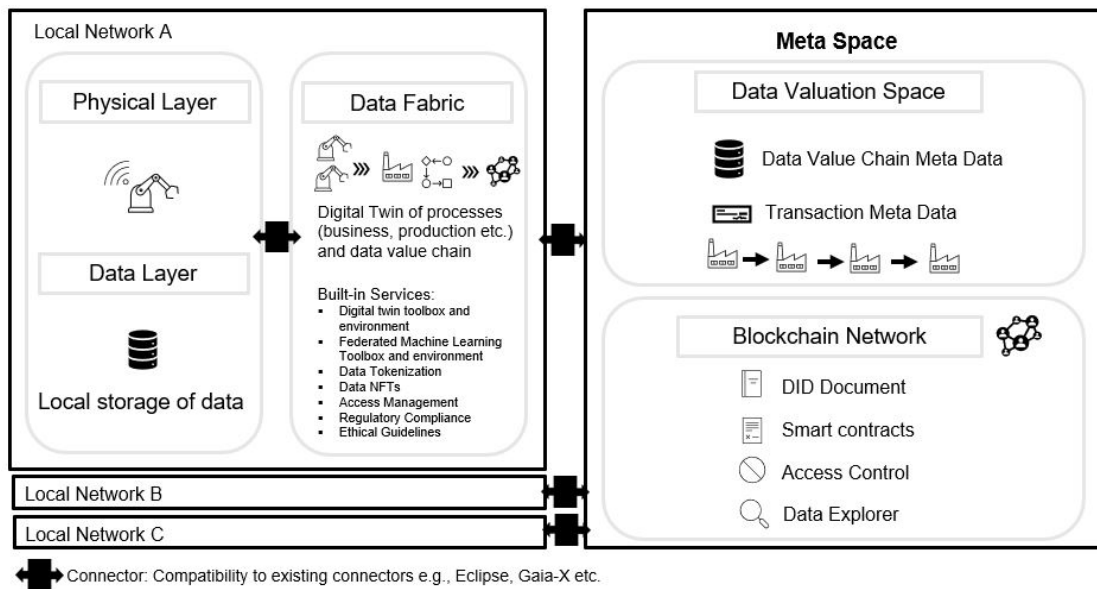 Local Network A
Physical Layer
Data Layer
Local storage of data
Data Fabric
Digital Twin of processes
(business, production etc.)
and data value chain
Built-in Services:
▪ Digital twin toolbox and
environment
▪ Federated Machine Learning
Toolbox and environment
▪ Data Tokenization
▪ Data NFTs
▪ Access Management
▪ Regulatory Compliance
▪ Ethical Guidelines
Local Network B
Local Network C
Meta Space
Data Valuation Space
Data Value Chain Meta Data
Transaction Meta Data
Blockchain Network
DID Document
Smart contracts
Access Control
Data Explorer
Connector: Compatibility to existing connectors e.g., Eclipse, Gaia-X etc.